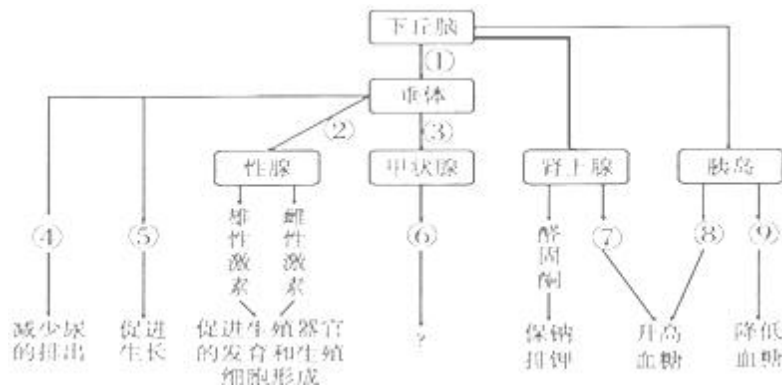 下丘脑
①
垂体
② ③
性腺 甲状腺 肾上腺 胰岛
④ ⑤ 雄性激素 雌性激素 ⑥ 醛固酮 ⑦ ⑧ ⑨
减少尿 促进 促进生殖器官 ? 保钠 升高 降低
的排出 生长 的发育和生殖 排钾 血糖 血糖
细胞形成